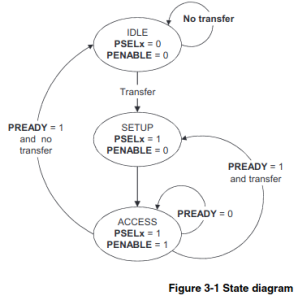 No transfer
IDLE
PSELx = 0
PENABLE = 0
Transfer
SETUP
PSELx = 1
PENABLE = 0
PREADY = 1
and no
transfer
PREADY = 1
and transfer
PREADY = 0
ACCESS
PSELx = 1
PENABLE = 1
Figure 3-1 State diagram